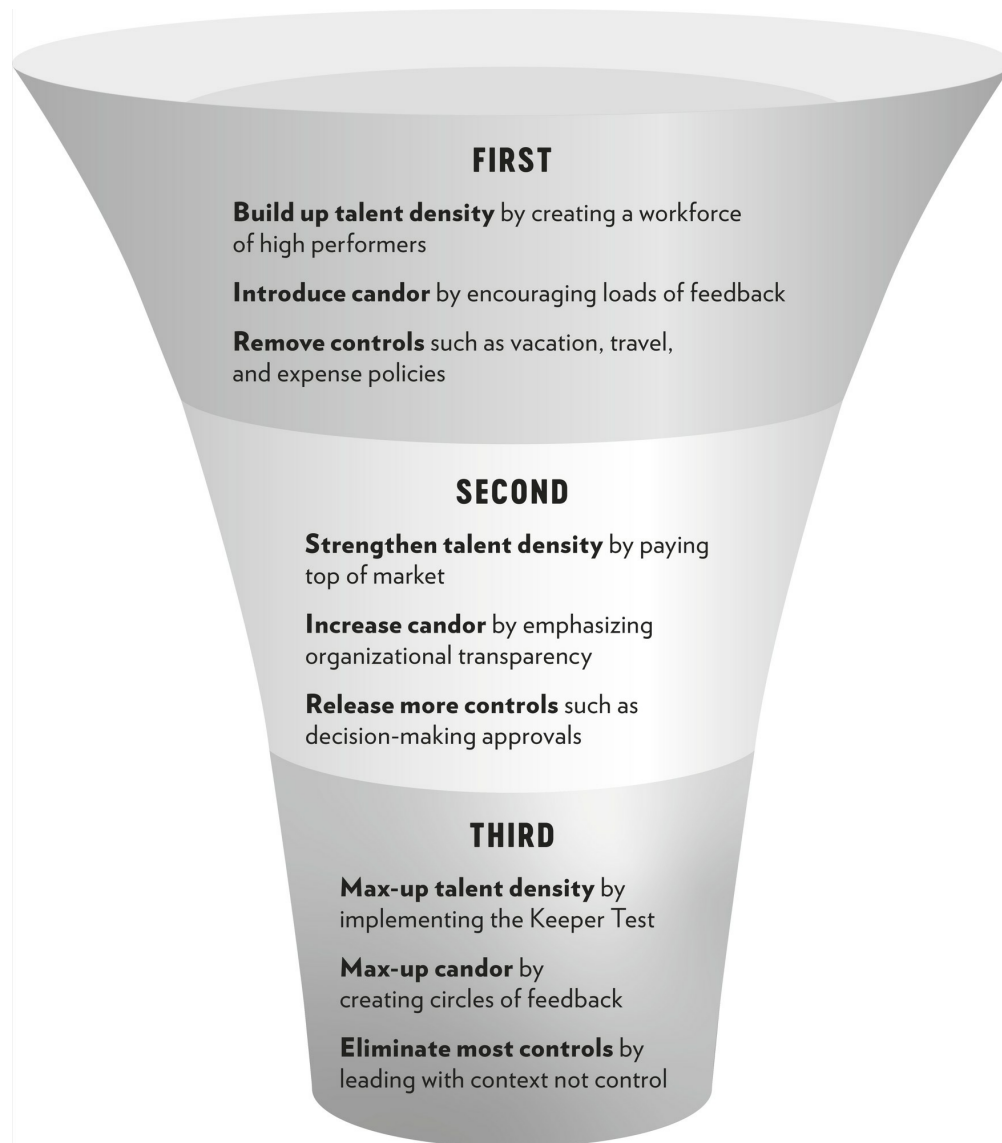 FIRST
Build up talent density by creating a workforce
of high performers
Introduce candor by encouraging loads of feedback
Remove controls such as vacation, travel,
and expense policies
SECOND
Strengthen talent density by paying
top of market
Increase candor by emphasizing
organizational transparency
Release more controls such as
decision-making approvals
THIRD
Max-up talent density by
implementing the Keeper Test
Max-up candor by
creating circles of feedback
Eliminate most controls by
leading with context not control